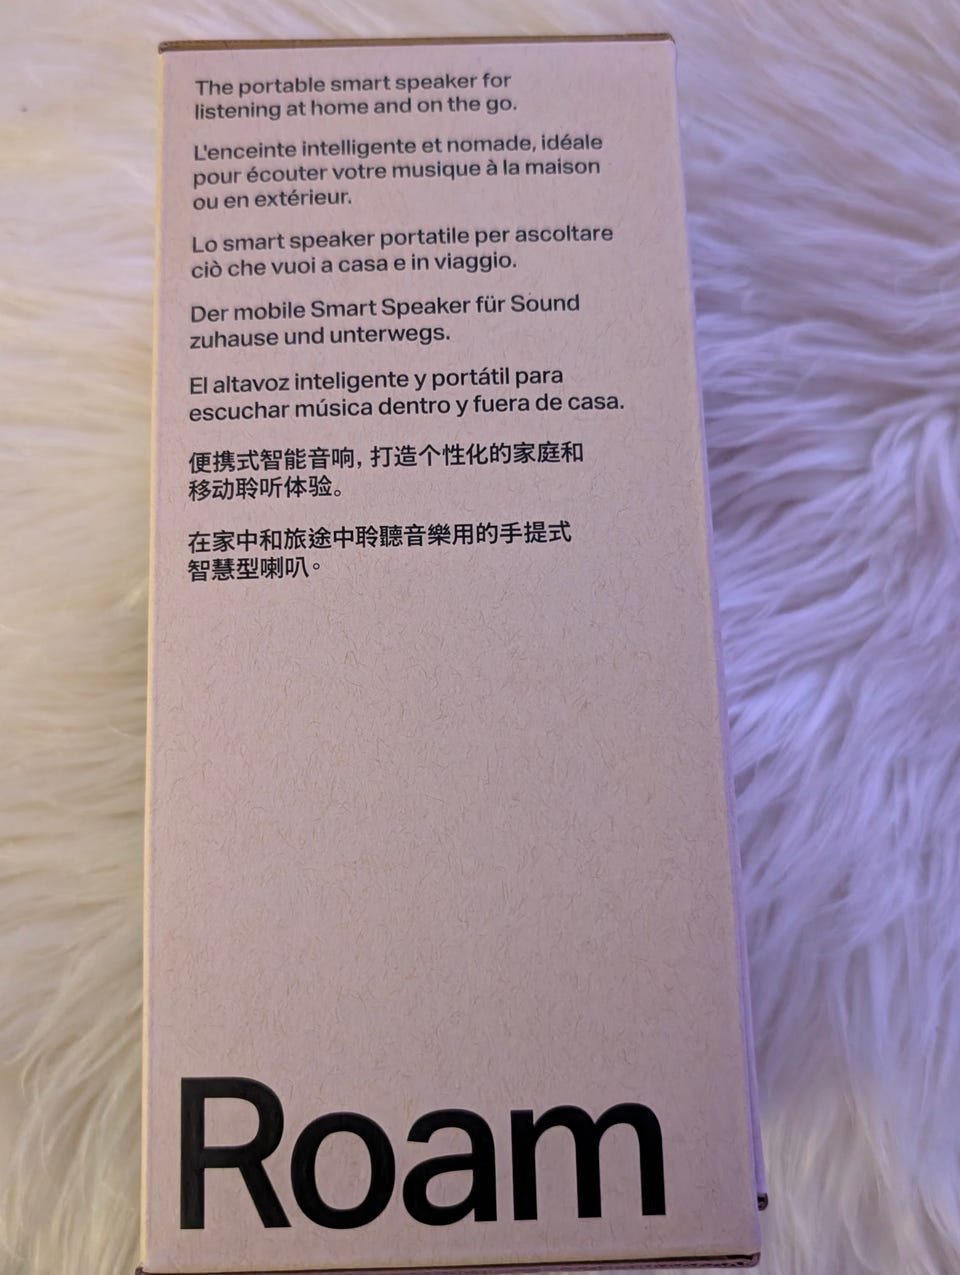 The portable smart speaker for
listening at home and on the go.
L'enceinte intelligente et nomade, idéale
pour écouter votre musique à la maison
ou en extérieur.
Lo smart speaker portatile per ascoltare
ciò che vuoi a casa e in viaggio.
Der mobile Smart Speaker für Sound
zuhause und unterwegs.
El altavoz inteligente y portátil para
escuchar música dentro y fuera de casa.
便携式智能音响, 打造个性化的家庭和
移动聆听体验。
在家中和旅途中聆聽音樂用的手提式
智慧型喇叭。
Roam